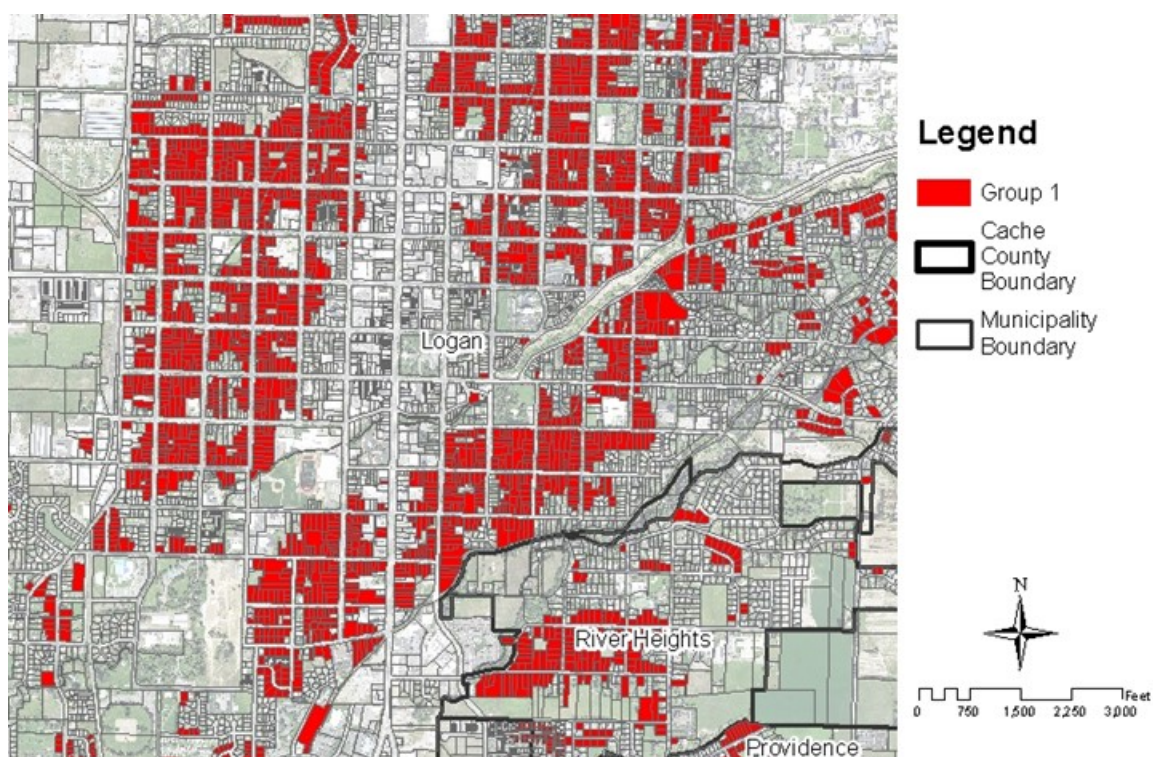 Logan
River Heights
Providence
Legend
Group 1
Cache
County
Boundary
Municipality
Boundary
N
Feet
0 750 1,500 2,250 3,000